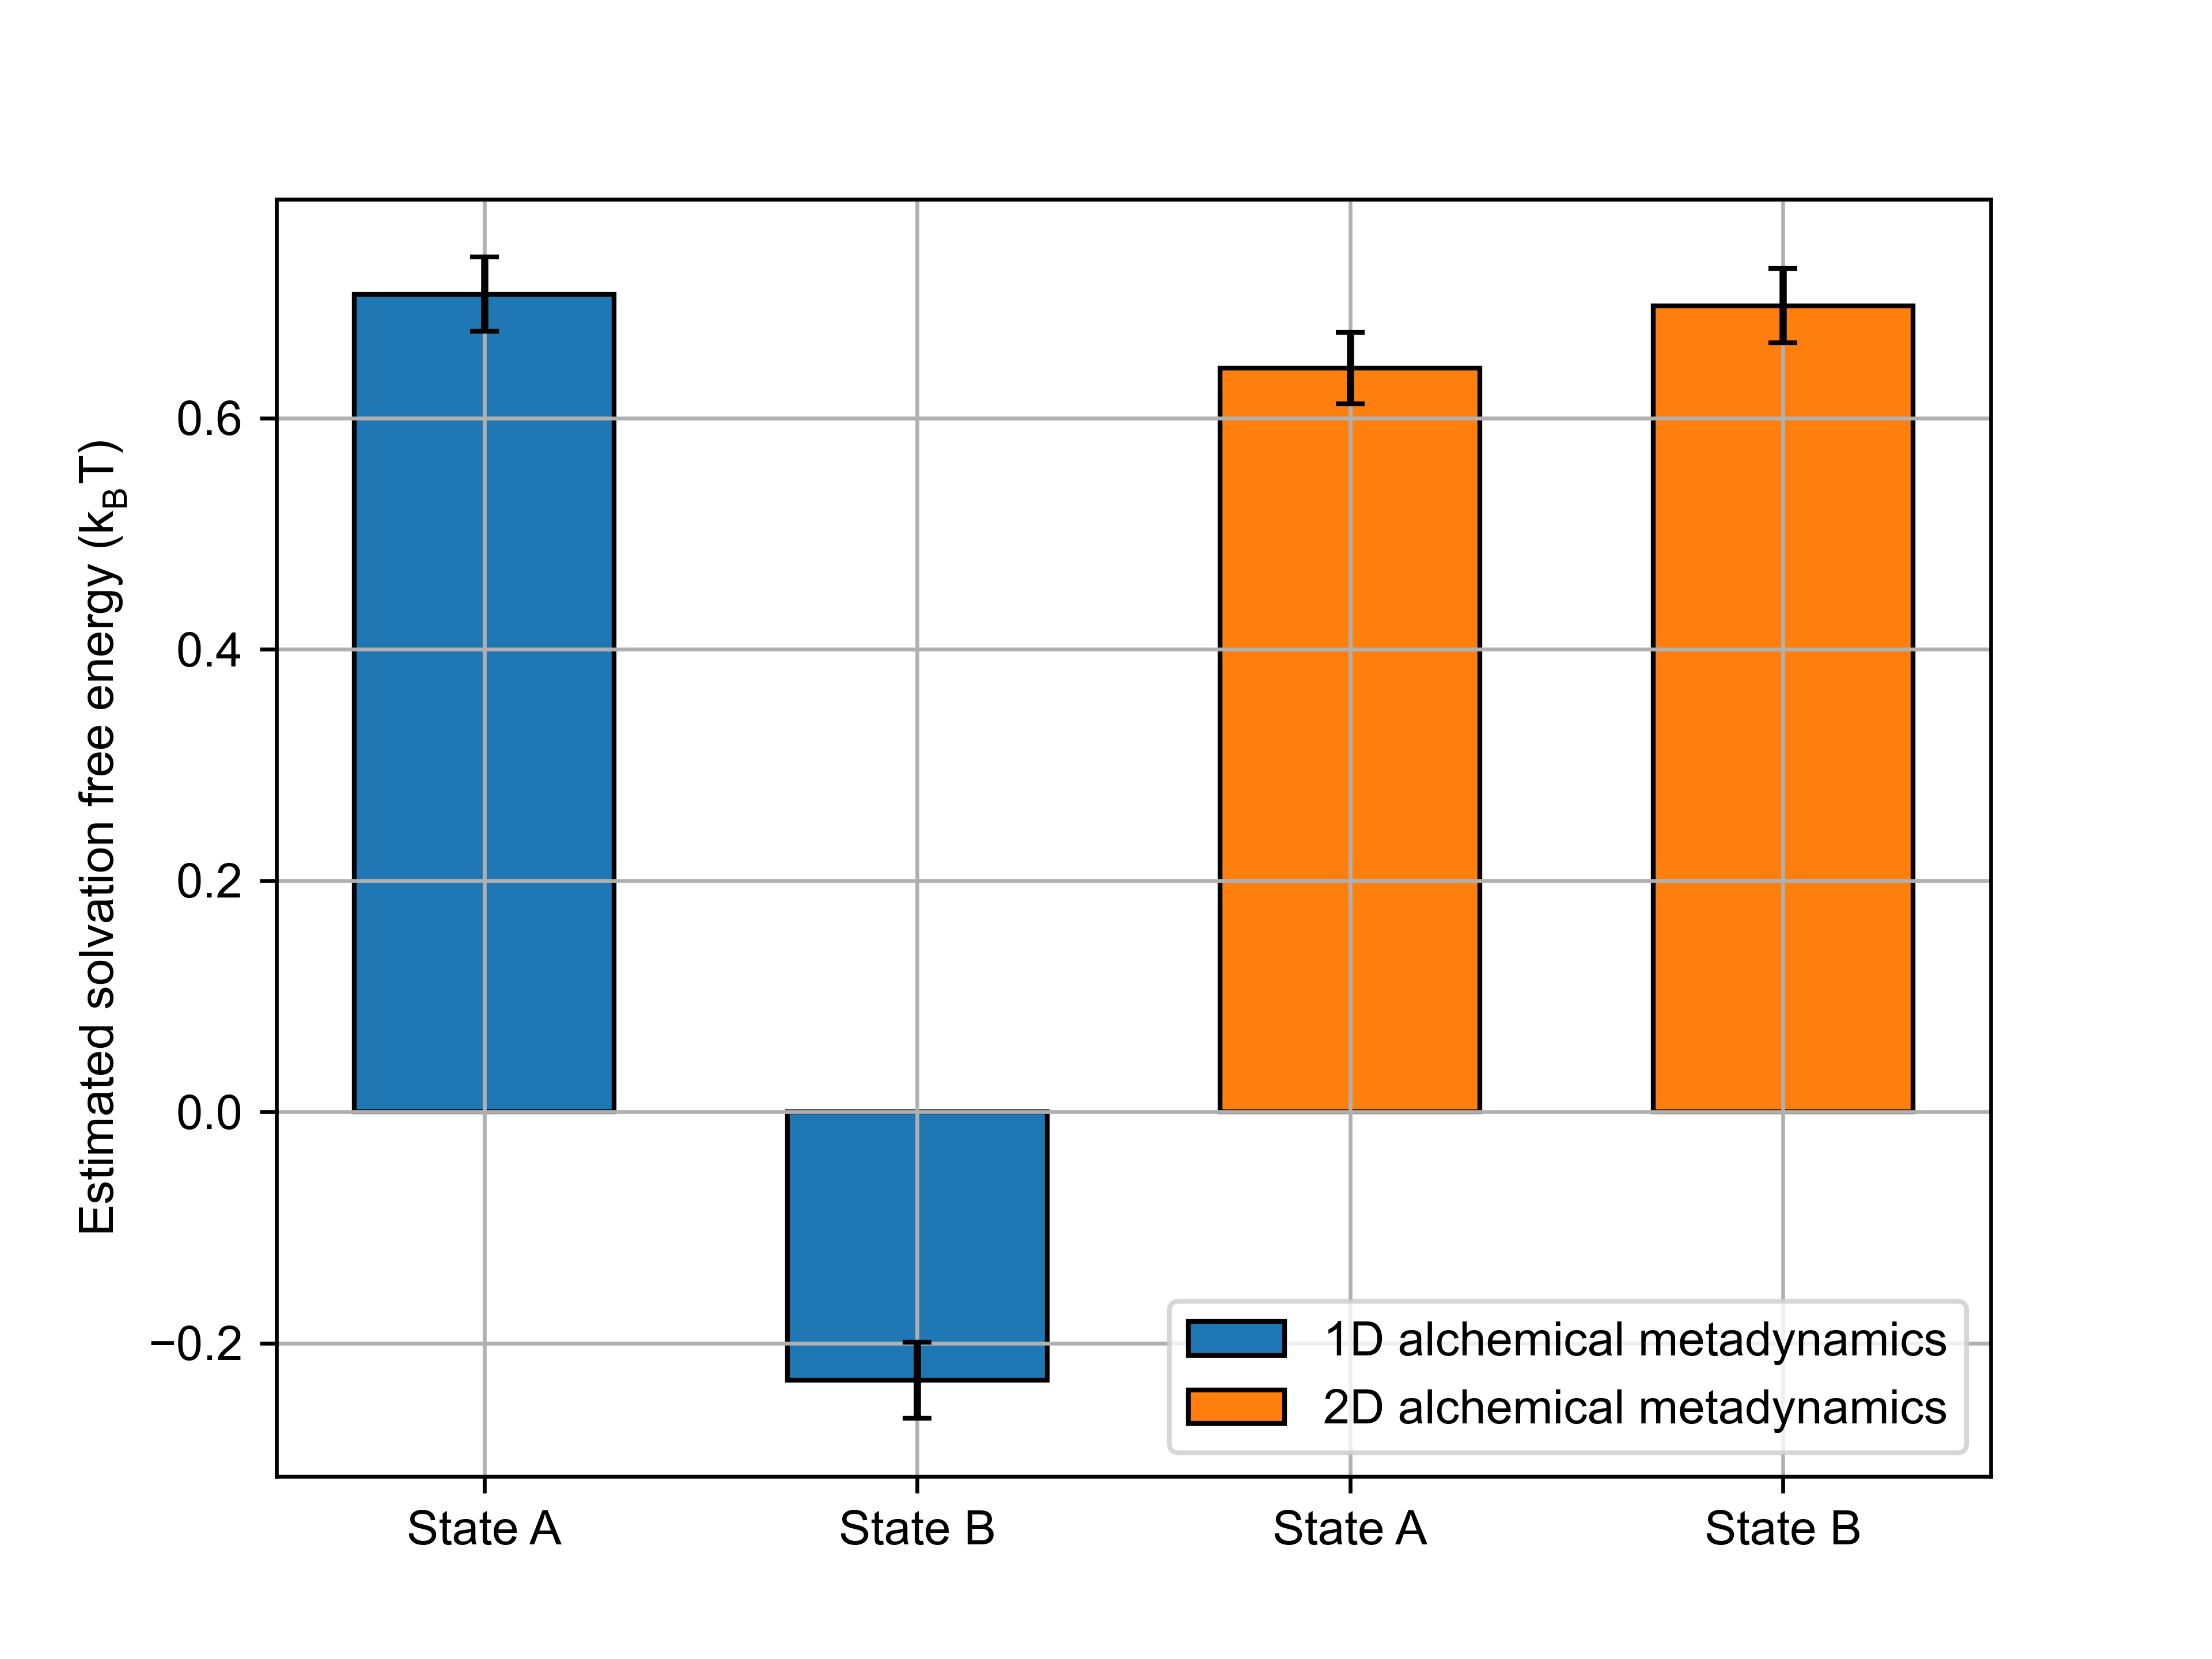 Estimated solvation free energy (kBT)
0.6
0.4
0.2
0.0
−0.2
1D alchemical metadynamics
2D alchemical metadynamics
State A State B State A State B